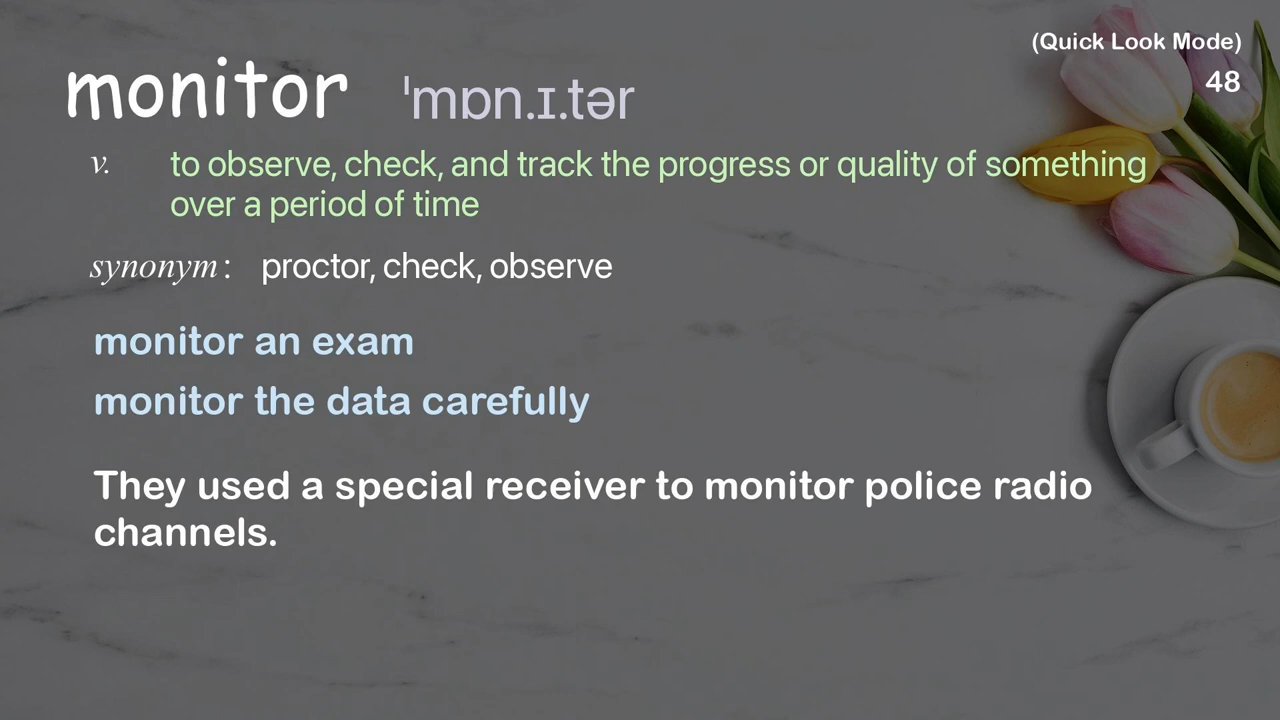 (Quick Look Mode)
monitor ˈmɒn.ɪ.tər
48
v. to observe, check, and track the progress or quality of something
over a period of time
synonym: proctor, check, observe
monitor an exam
monitor the data carefully
They used a special receiver to monitor police radio
channels.